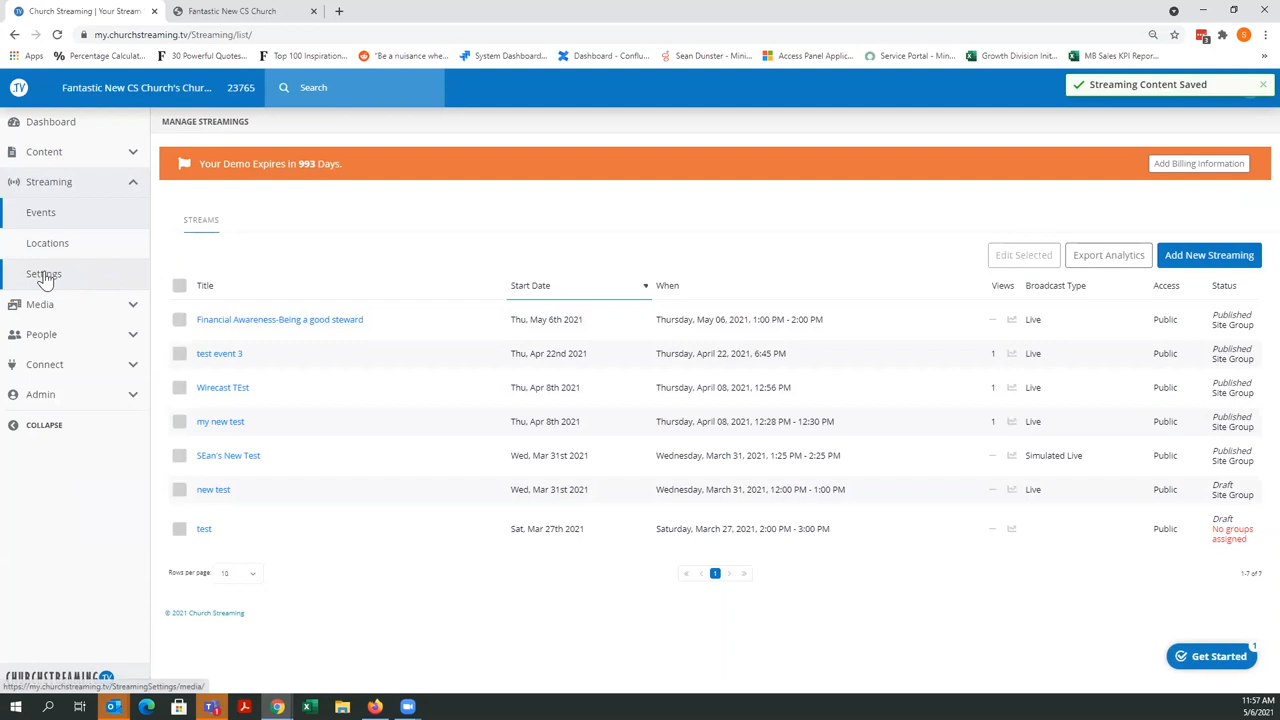 Church Streaming | Your Stream
Fantastic New CS Church
my.churchstreaming.tv/Streaming/list/
Apps
Percentage Calculat...
30 Powerful Quotes...
Top 100 Inspiration...
"Be a nuisance whe...
System Dashboard...
Dashboard - Conflu...
Sean Dunster - Mini...
Access Panel Applic...
Service Portal - Min...
Growth Division Init...
MB Sales KPI Repor...
»
.TV
Fantastic New CS Church's Chur...
23765
Search
Streaming Content Saved
Dashboard
Content
Streaming
Events
Locations
Settings
Media
People
Connect
Admin
COLLAPSE
MANAGE STREAMINGS
Your Demo Expires in 993 Days.
Add Billing Information
STREAMS
Edit Selected
Export Analytics
Add New Streaming
Title Start Date When Views Broadcast Type Access Status
Financial Awareness-Being a good steward Thu, May 6th 2021 Thursday, May 06, 2021, 1:00 PM - 2:00 PM — Live Public Published
Site Group
test event 3 Thu, Apr 22nd 2021 Thursday, April 22, 2021, 6:45 PM 1 Live Public Published
Site Group
Wirecast TEst Thu, Apr 8th 2021 Thursday, April 08, 2021, 12:56 PM 1 Live Public Published
Site Group
my new test Thu, Apr 8th 2021 Thursday, April 08, 2021, 12:28 PM - 12:30 PM 1 Live Public Published
Site Group
SEan's New Test Wed, Mar 31st 2021 Wednesday, March 31, 2021, 1:25 PM - 2:25 PM — Simulated Live Public Published
Site Group
new test Wed, Mar 31st 2021 Wednesday, March 31, 2021, 12:00 PM - 1:00 PM — Live Public Draft
Site Group
test Sat, Mar 27th 2021 Saturday, March 27, 2021, 2:00 PM - 3:00 PM — Public Draft
No groups
assigned
Rows per page: 10
« ‹ 1 › »
1-7 of 7
© 2021 Church Streaming
Get Started
1
CHURCHSTREAMING.TV
https://my.churchstreaming.tv/StreamingSettings/media/
11:57 AM
5/6/2021